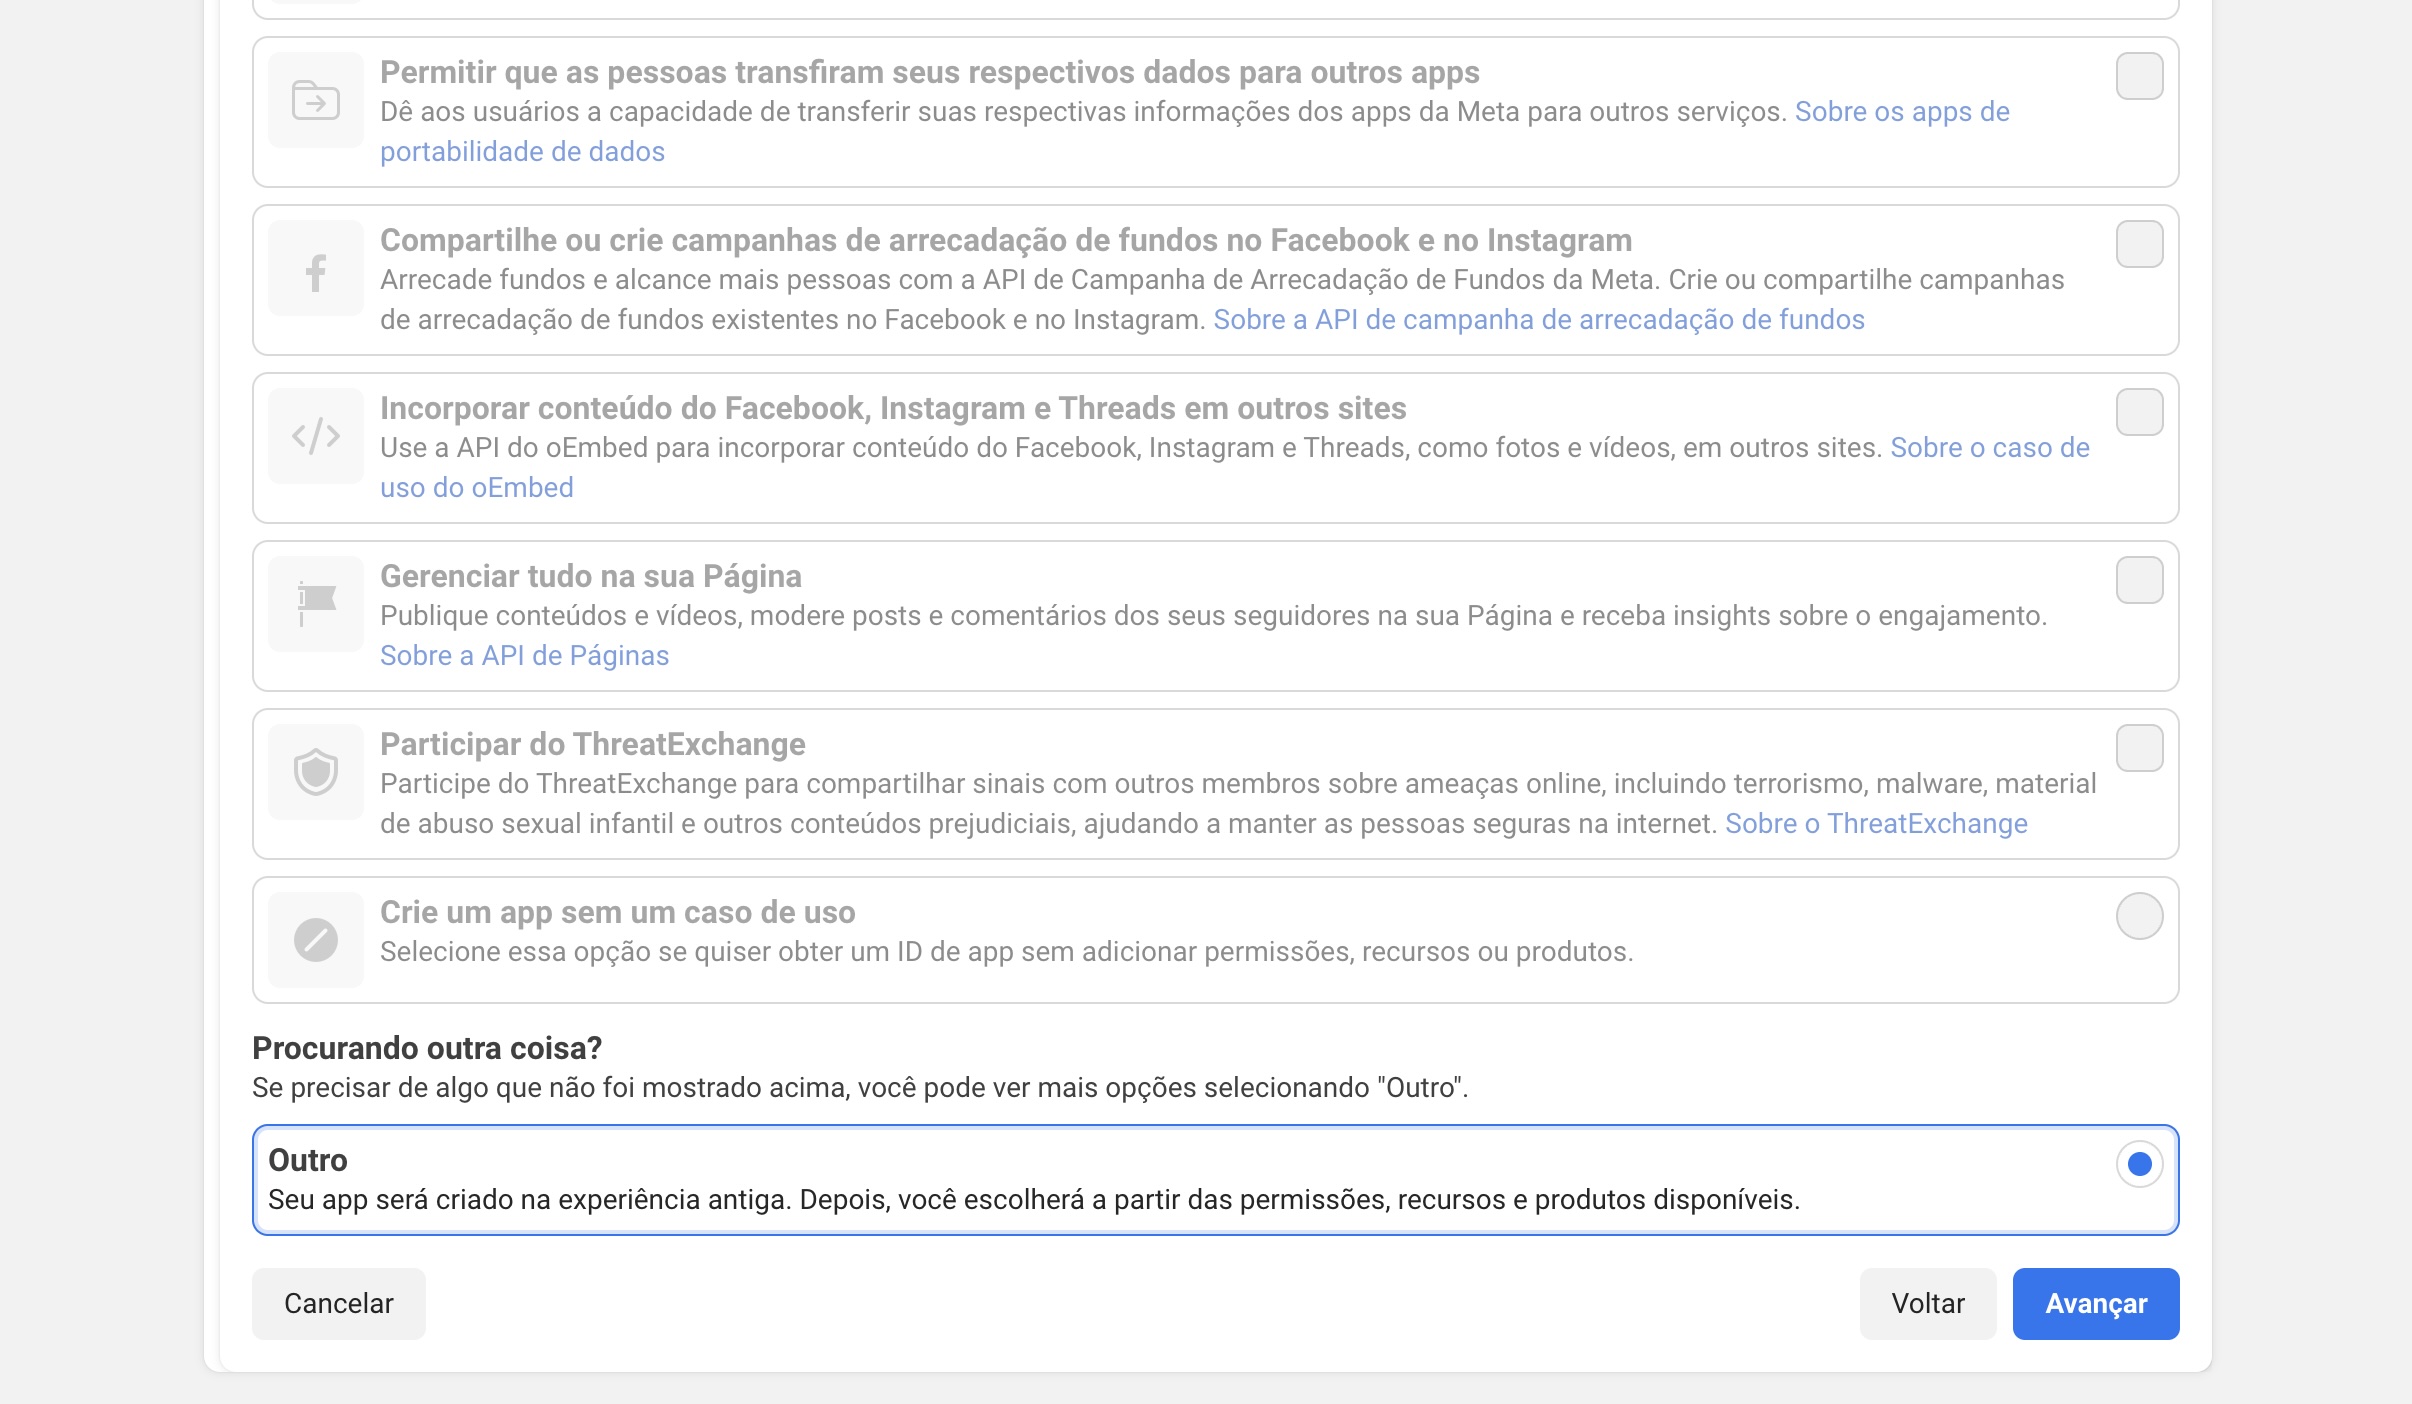 Permitir que as pessoas transfiram seus respectivos dados para outros apps
Dê aos usuários a capacidade de transferir suas respectivas informações dos apps da Meta para outros serviços. Sobre os apps de
portabilidade de dados
Compartilhe ou crie campanhas de arrecadação de fundos no Facebook e no Instagram
Arrecade fundos e alcance mais pessoas com a API de Campanha de Arrecadação de Fundos da Meta. Crie ou compartilhe campanhas
de arrecadação de fundos existentes no Facebook e no Instagram. Sobre a API de campanha de arrecadação de fundos
Incorporar conteúdo do Facebook, Instagram e Threads em outros sites
Use a API do oEmbed para incorporar conteúdo do Facebook, Instagram e Threads, como fotos e vídeos, em outros sites. Sobre o caso de
uso do oEmbed
Gerenciar tudo na sua Página
Publique conteúdos e vídeos, modere posts e comentários dos seus seguidores na sua Página e receba insights sobre o engajamento.
Sobre a API de Páginas
Participar do ThreatExchange
Participe do ThreatExchange para compartilhar sinais com outros membros sobre ameaças online, incluindo terrorismo, malware, material
de abuso sexual infantil e outros conteúdos prejudiciais, ajudando a manter as pessoas seguras na internet. Sobre o ThreatExchange
Crie um app sem um caso de uso
Selecione essa opção se quiser obter um ID de app sem adicionar permissões, recursos ou produtos.
Procurando outra coisa?
Se precisar de algo que não foi mostrado acima, você pode ver mais opções selecionando "Outro".
Outro
Seu app será criado na experiência antiga. Depois, você escolherá a partir das permissões, recursos e produtos disponíveis.
Cancelar
Voltar
Avançar